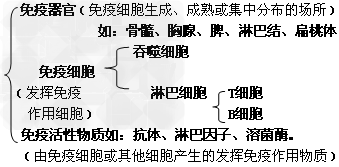 免疫器官（免疫细胞生成、成熟或集中分布的场所）
如：骨髓、胸腺、脾、淋巴结、扁桃体
吞噬细胞
免疫细胞
（发挥免疫
作用细胞）
淋巴细胞
T细胞
B细胞
免疫活性物质如：抗体、淋巴因子、溶菌酶。
（由免疫细胞或其他细胞产生的发挥免疫作用物质）